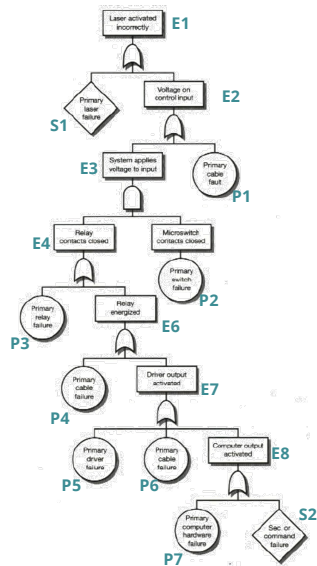 Laser activated
incorrectly
E1
Primary
laser
failure
S1
Voltage on
control input
E2
System applies
voltage to input
E3
Primary
cable
fault
P1
Relay
contacts closed
E4
Microswitch
contacts closed
Primary
switch
failure
P2
Primary
relay
failure
P3
Relay
energized
E6
Primary
cable
failure
P4
Driver output
activated
E7
Primary
driver
failure
P5
Primary
cable
failure
P6
Computer output
activated
E8
Primary
computer
hardware
failure
P7
Sec. or
command
failure
S2